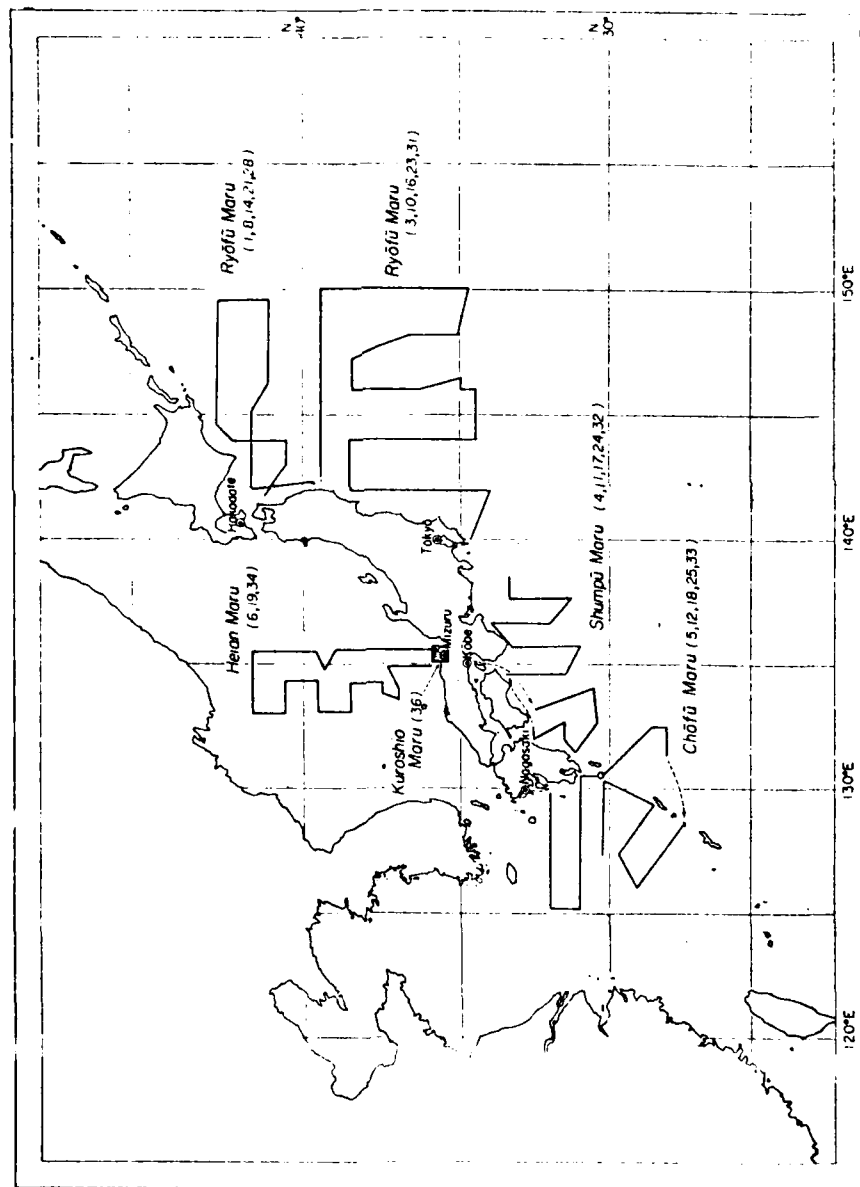 Ryōfū Maru
(1,8,14,21,28)
Ryōfū Maru
(3,10,16,23,31)
Heian Maru
(6,19,34)
Kuroshio
Maru (36)
Shumpū Maru (4,11,17,24,32)
Chōfū Maru (5,12,18,25,33)
Hakodate
Tokyo
Mizuru
Kobe
Nagasaki
N
40°
N
30°
120°E
130°E
140°E
150°E